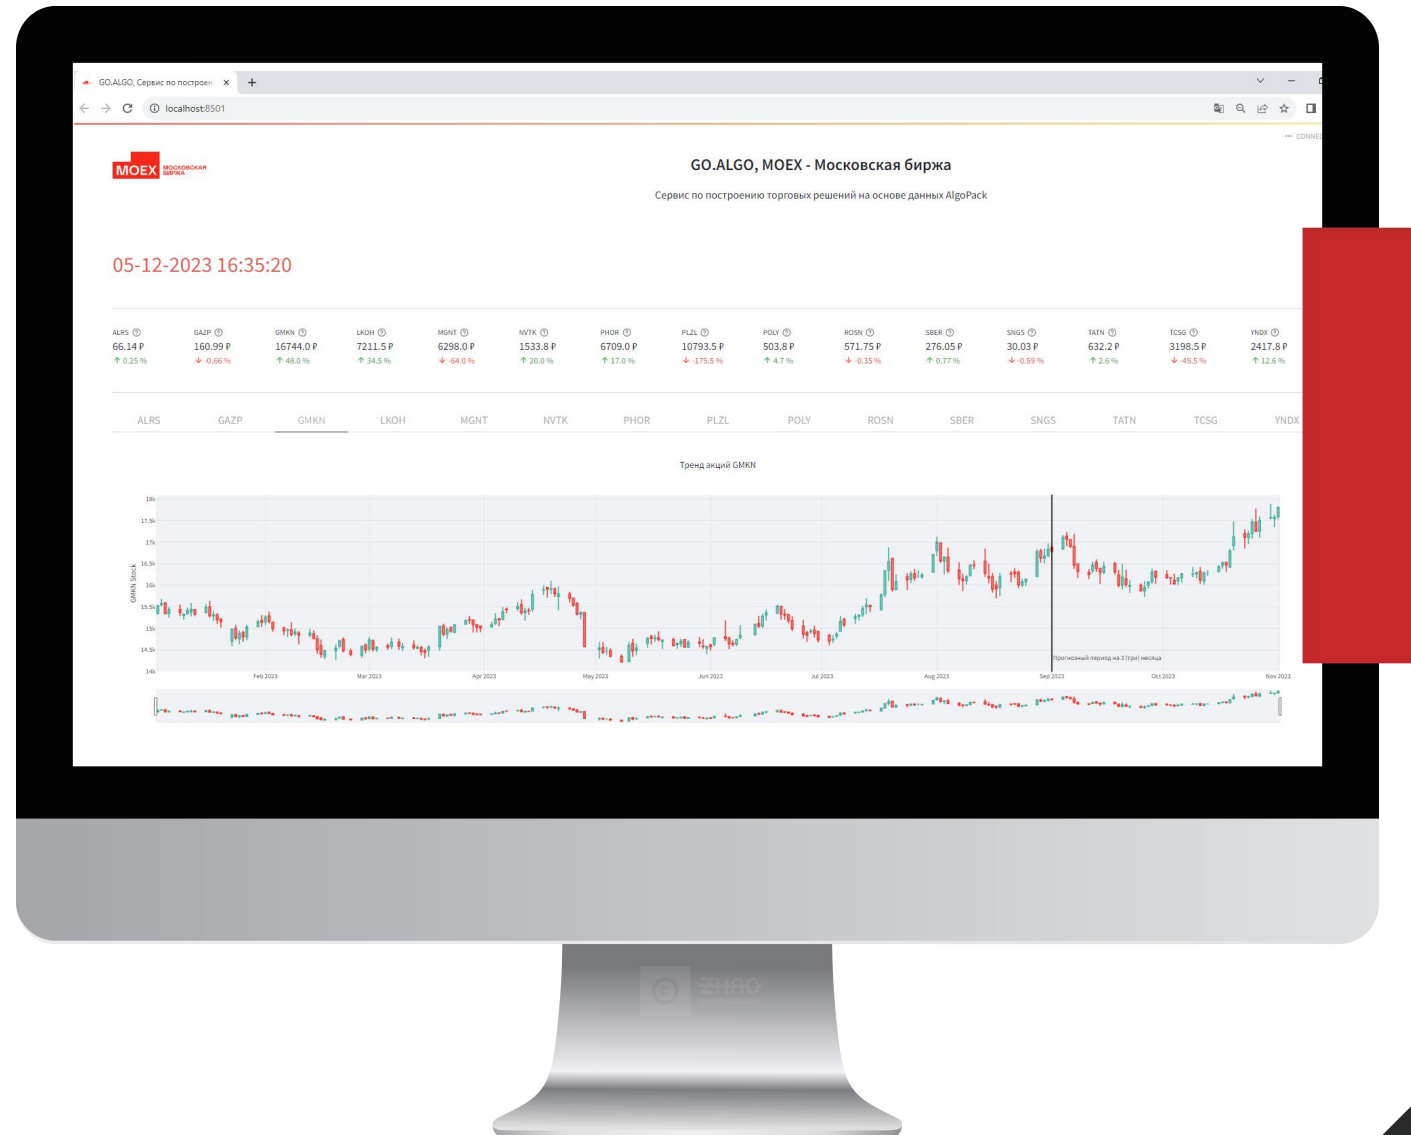 GO.ALGO, Сервис по построен
localhost:8501
CONNEC
MOEX МОСКОВСКАЯ БИРЖА
GO.ALGO, MOEX - Московская биржа
Сервис по построению торговых решений на основе данных AlgoPack
05-12-2023 16:35:20
ALRS GAZP GMKN LKOH MGNT NVTK PHOR PLZL POLY ROSN SBER SNGS TATN TCSG YNDX
66.14 ₽ 160.99 ₽ 16744.0 ₽ 7211.5 ₽ 6298.0 ₽ 1533.8 ₽ 6709.0 ₽ 10793.5 ₽ 503.8 ₽ 571.75 ₽ 276.05 ₽ 30.03 ₽ 632.2 ₽ 3198.5 ₽ 2417.8 ₽
↑ 0.25 % ↓ -0.66 % ↑ 48.0 % ↑ 34.5 % ↓ -64.0 % ↑ 20.0 % ↑ 17.0 % ↓ -175.5 % ↑ 4.7 % ↓ -0.35 % ↑ 0.77 % ↓ -0.59 % ↑ 2.6 % ↓ -45.5 % ↑ 12.6 %
ALRS GAZP GMKN LKOH MGNT NVTK PHOR PLZL POLY ROSN SBER SNGS TATN TCSG YNDX
Тренд акций GMKN
18k
17.5k
17k
16.5k
16k
15.5k
15k
14.5k
14k
GMKN Stock
Прогнозный период на 3 (три) месяца
Feb 2023 Mar 2023 Apr 2023 May 2023 Jun 2023 Jul 2023 Aug 2023 Sep 2023 Oct 2023 Nov 2023
ZHAO